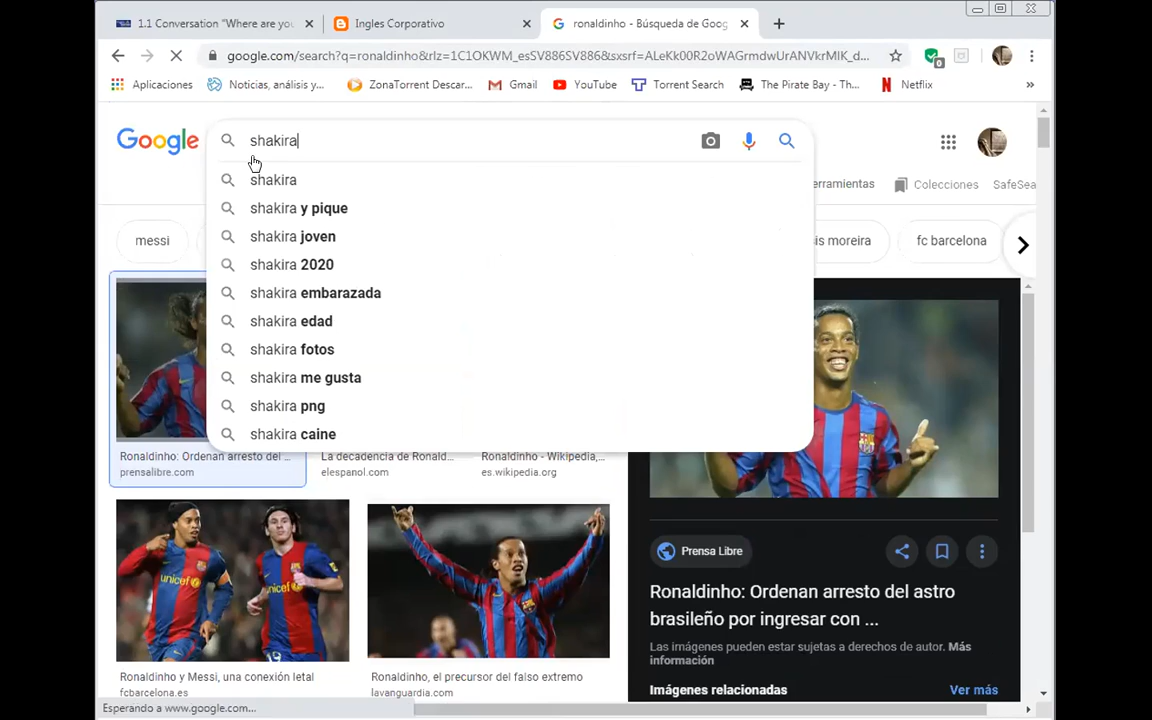 1.1 Conversation "Where are you
Ingles Corporativo
ronaldinho - Búsqueda de Goog
google.com/search?q=ronaldinho&rlz=1C1OKWM_esSV886SV886&sxsrf=ALeKk00R2oWAGrmdwUrANVkrMIK_d...
0
Aplicaciones
Noticias, análisis y...
ZonaTorrent Descar...
Gmail
YouTube
Torrent Search
The Pirate Bay - Th...
Netflix
»
Google
shakira
erramientas
Colecciones
SafeSea
shakira
shakira y pique
shakira joven
shakira 2020
shakira embarazada
shakira edad
shakira fotos
shakira me gusta
shakira png
shakira caine
messi
is moreira
fc barcelona
Ronaldinho: Ordenan arresto del ...
prensalibre.com
La decadencia de Ronald...
elespanol.com
Ronaldinho - Wikipedia,...
es.wikipedia.org
unicef
unicef
Ronaldinho y Messi, una conexión letal
fcbarcelona.es
Ronaldinho, el precursor del falso extremo
lavanguardia.com
Prensa Libre
Ronaldinho: Ordenan arresto del astro
brasileño por ingresar con ...
Las imágenes pueden estar sujetas a derechos de autor. Más
información
Imágenes relacionadas
Ver más
Esperando a www.google.com...